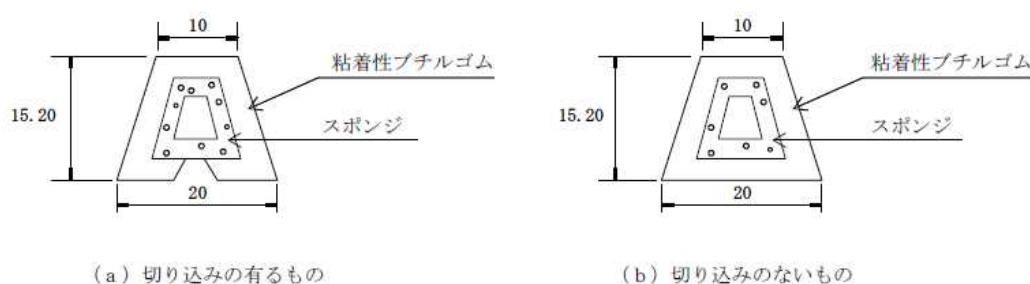 10
粘着性ブチルゴム
15.20
スポンジ
20
(a) 切り込みの有るもの
10
粘着性ブチルゴム
15.20
スポンジ
20
(b) 切り込みのないもの